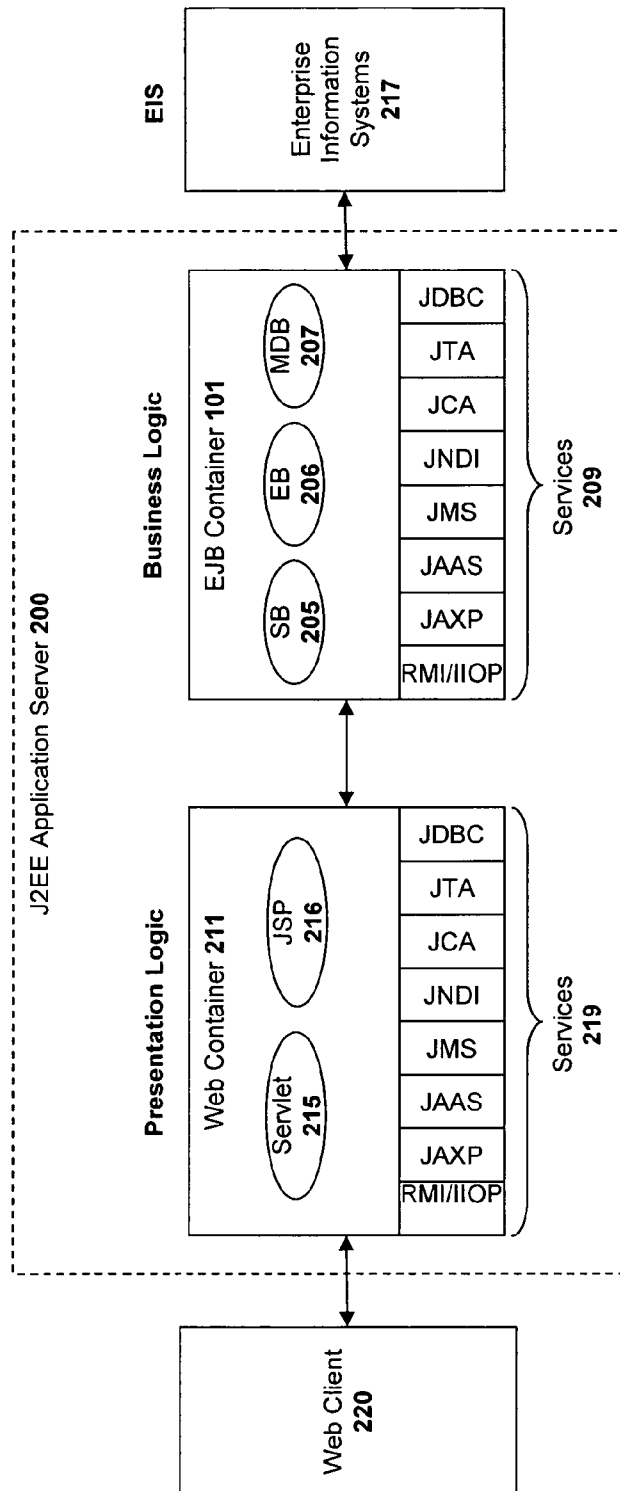 J2EE Application Server 200
Web Client
220
Presentation Logic
Web Container 211
Servlet
215
JSP
216
RMI/IIOP
JAXP
JAAS
JMS
JNDI
JCA
JTA
JDBC
Services
219
Business Logic
EJB Container 101
SB
205
EB
206
MDB
207
RMI/IIOP
JAXP
JAAS
JMS
JNDI
JCA
JTA
JDBC
Services
209
EIS
Enterprise
Information
Systems
217